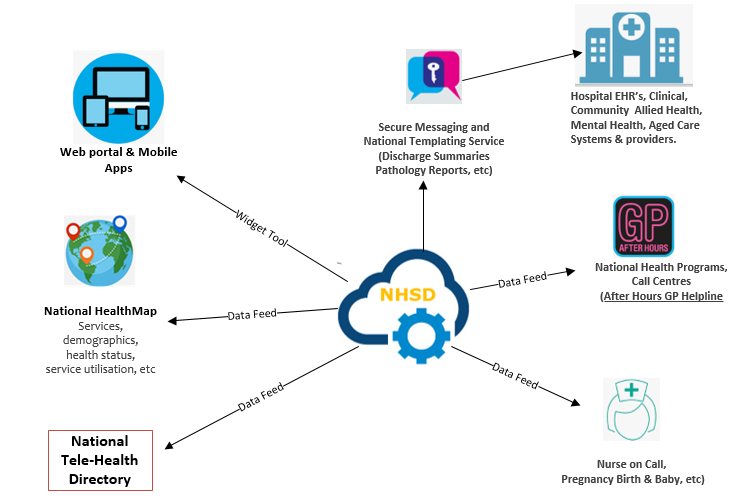 Web portal & Mobile
Apps
Secure Messaging and
National Templating Service
(Discharge Summaries
Pathology Reports, etc)
Hospital EHR's, Clinical,
Community Allied Health,
Mental Health, Aged Care
Systems & providers.
Widget Tool
GP
AFTER HOURS
National Health Programs,
Call Centres
(After Hours GP Helpline
NHSD
Data Feed
National HealthMap
Services,
demographics,
health status,
service utilisation, etc
Data Feed
Data Feed
Data Feed
National
Tele-Health
Directory
Nurse on Call,
Pregnancy Birth & Baby, etc)